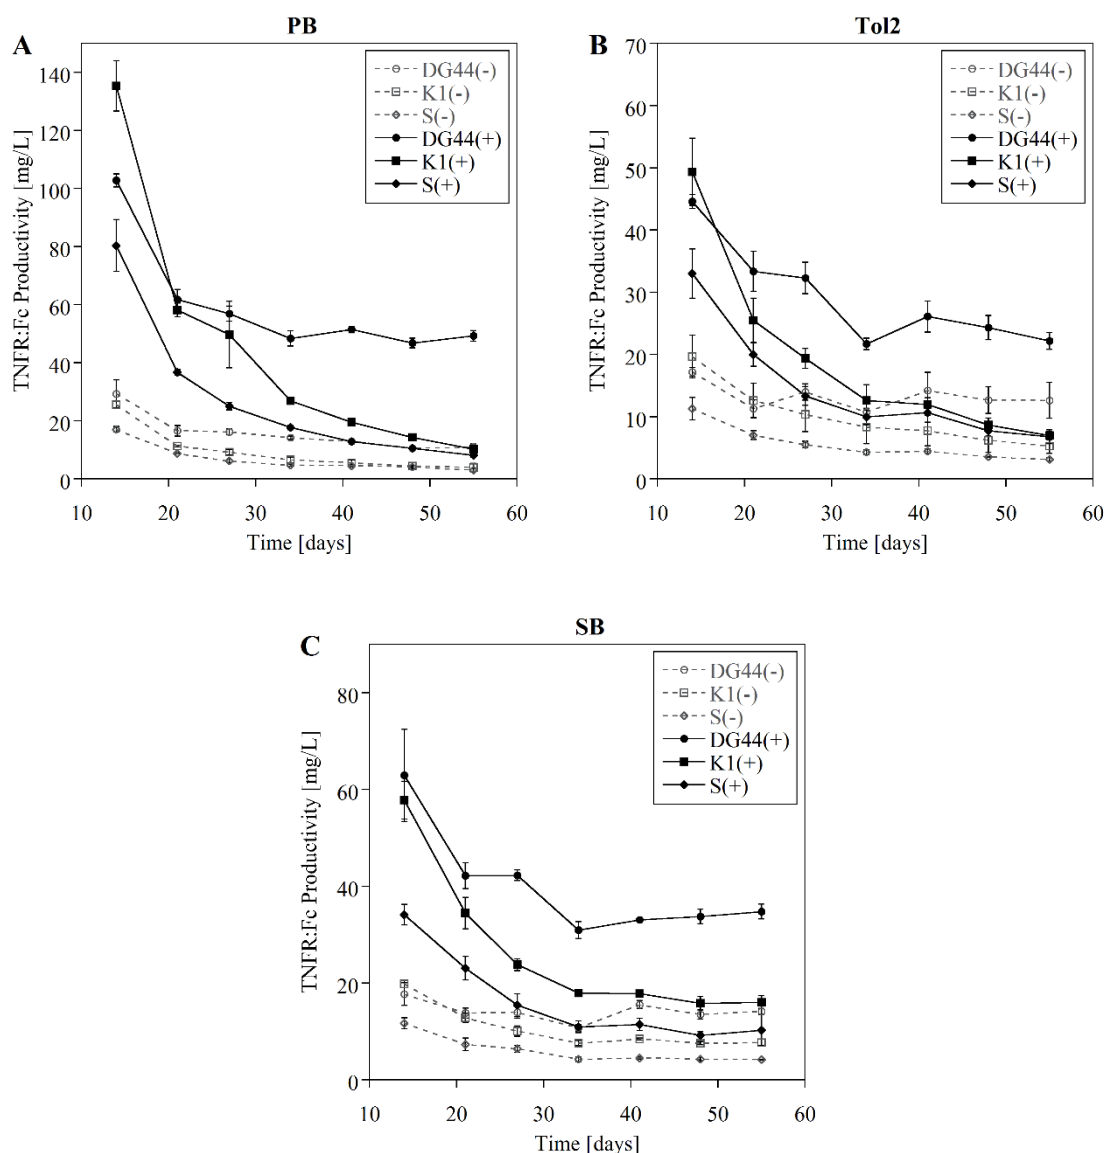 PB
A
TNFR:Fc Productivity [mg/L]
140
120
100
80
60
40
20
0
10
20
30
40
50
60
Time [days]
DG44(-)
K1(-)
S(-)
DG44(+)
K1(+)
S(+)
Tol2
B
TNFR:Fc Productivity [mg/L]
70
60
50
40
30
20
10
0
10
20
30
40
50
60
Time [days]
DG44(-)
K1(-)
S(-)
DG44(+)
K1(+)
S(+)
SB
C
TNFR:Fc Productivity [mg/L]
80
60
40
20
0
10
20
30
40
50
60
Time [days]
DG44(-)
K1(-)
S(-)
DG44(+)
K1(+)
S(+)